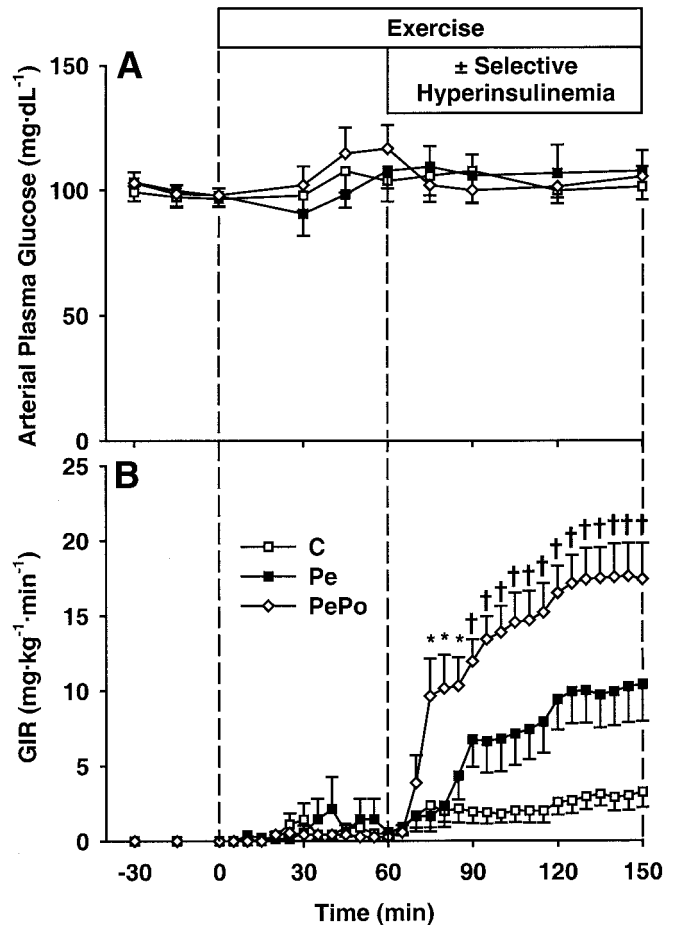 Exercise
± Selective
Hyperinsulinemia
A
Arterial Plasma Glucose (mg·dL-1)
150
100
50
0
B
GIR (mg·kg-1·min-1)
25
20
15
10
5
0
C
Pe
PePo
* * *
† † † † † † † † † † † † †
-30 0 30 60 90 120 150
Time (min)